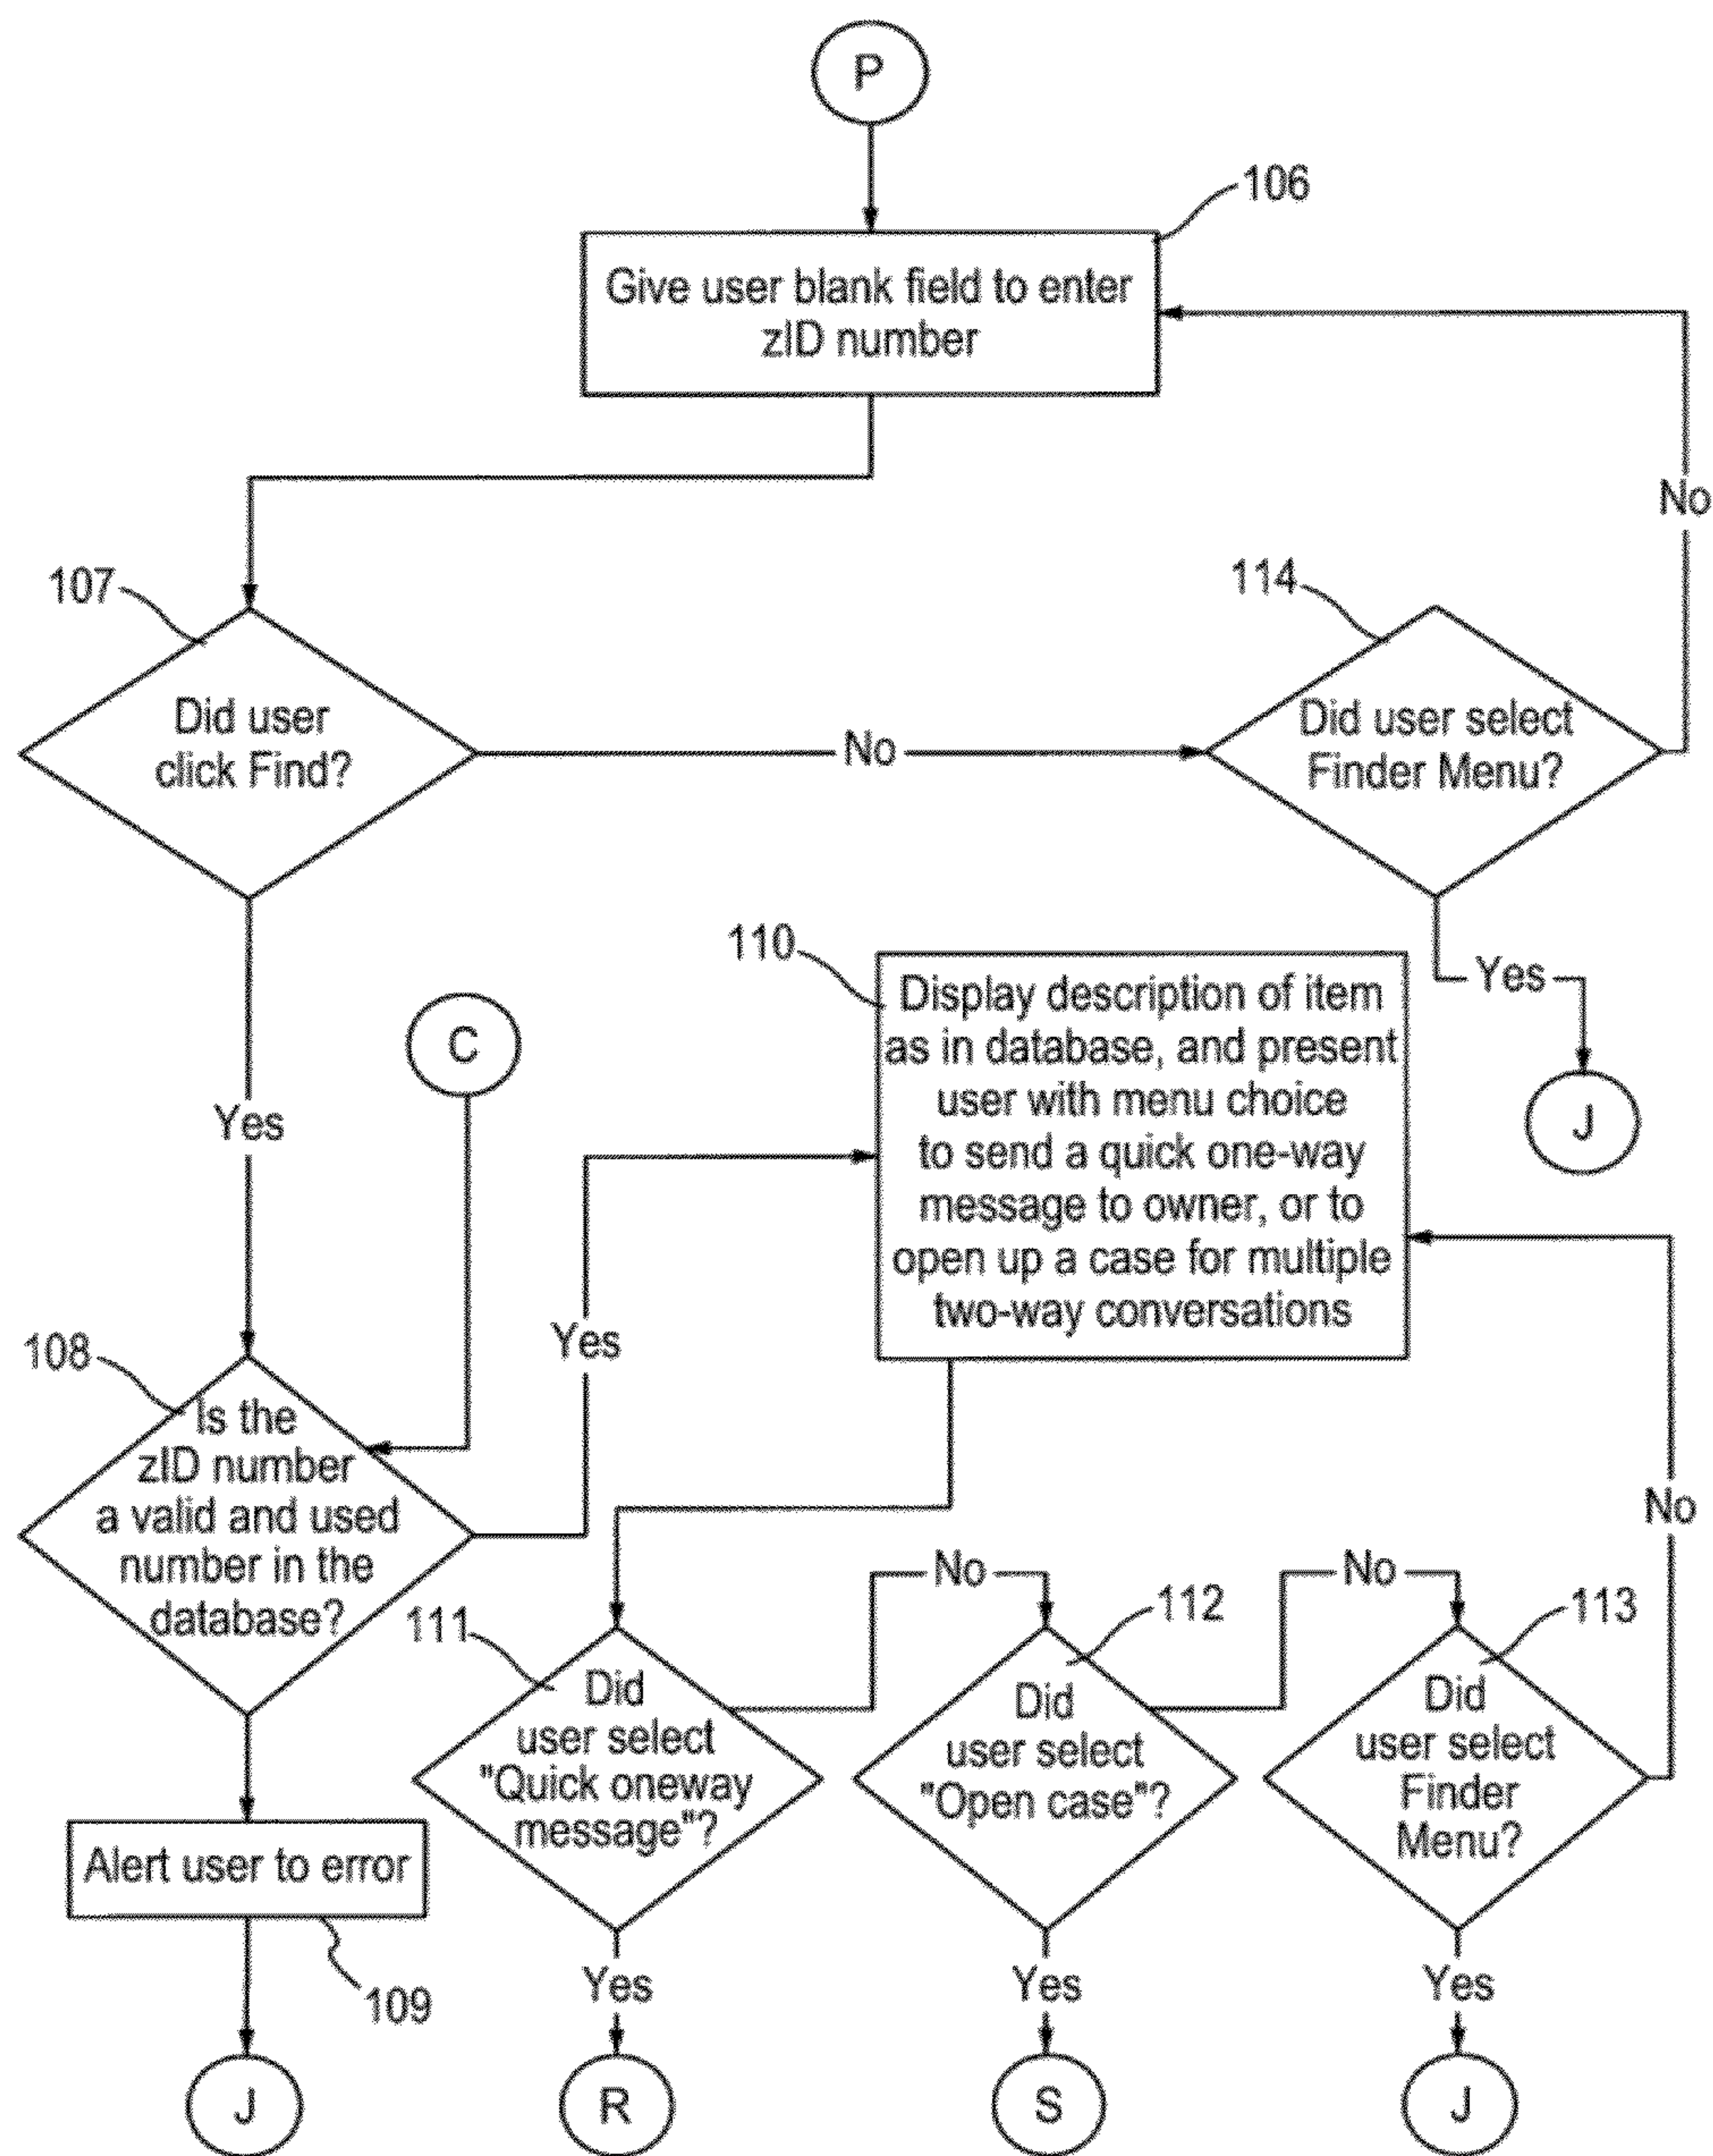 P
106
Give user blank field to enter
zID number
No
107
Did user
click Find?
No
114
Did user select
Finder Menu?
Yes
J
Yes
C
110
Display description of item
as in database, and present
user with menu choice
to send a quick one-way
message to owner, or to
open up a case for multiple
two-way conversations
Yes
108
Is the
zID number
a valid and used
number in the
database?
No
111
Did
user select
"Quick oneway
message"?
No
112
Did
user select
"Open case"?
No
113
Did
user select
Finder
Menu?
Alert user to error
109
Yes
Yes
Yes
J
R
S
J